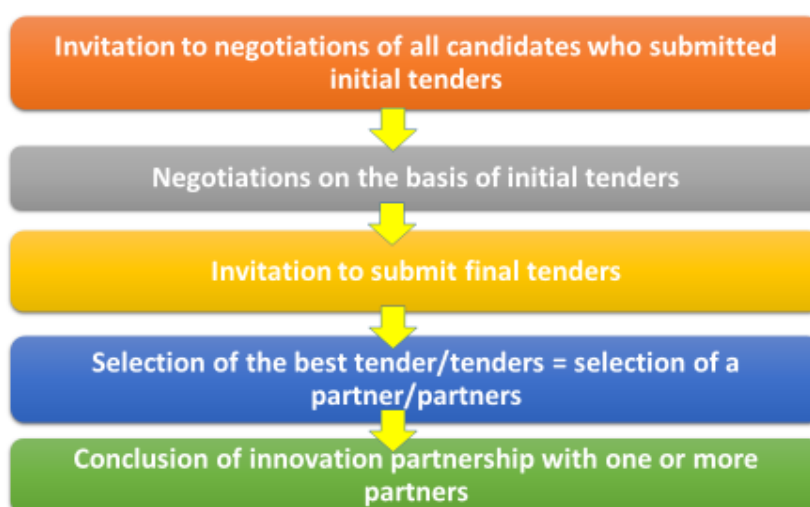 Invitation to negotiations of all candidates who submitted
initial tenders
Negotiations on the basis of initial tenders
Invitation to submit final tenders
Selection of the best tender/tenders = selection of a
partner/partners
Conclusion of innovation partnership with one or more
partners